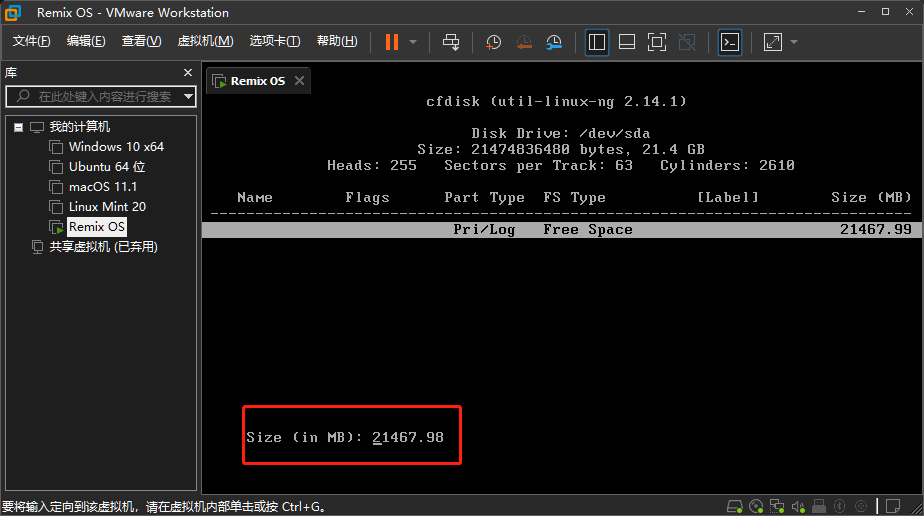 Remix OS - VMware Workstation
文件(F) 编辑(E) 查看(V) 虚拟机(M) 选项卡(T) 帮助(H)
库
在此处键入内容进行搜索
我的计算机
Windows 10 x64
Ubuntu 64 位
macOS 11.1
Linux Mint 20
Remix OS
共享虚拟机 (已弃用)
Remix OS
cfdisk (util-linux-ng 2.14.1)
Disk Drive: /dev/sda
Size: 21474836480 bytes, 21.4 GB
Heads: 255 Sectors per Track: 63 Cylinders: 2610
Name Flags Part Type FS Type [Label] Size (MB)
Pri/Log Free Space 21467.99
Size (in MB): 21467.98
要将输入定向到该虚拟机，请在虚拟机内部单击或按 Ctrl+G。